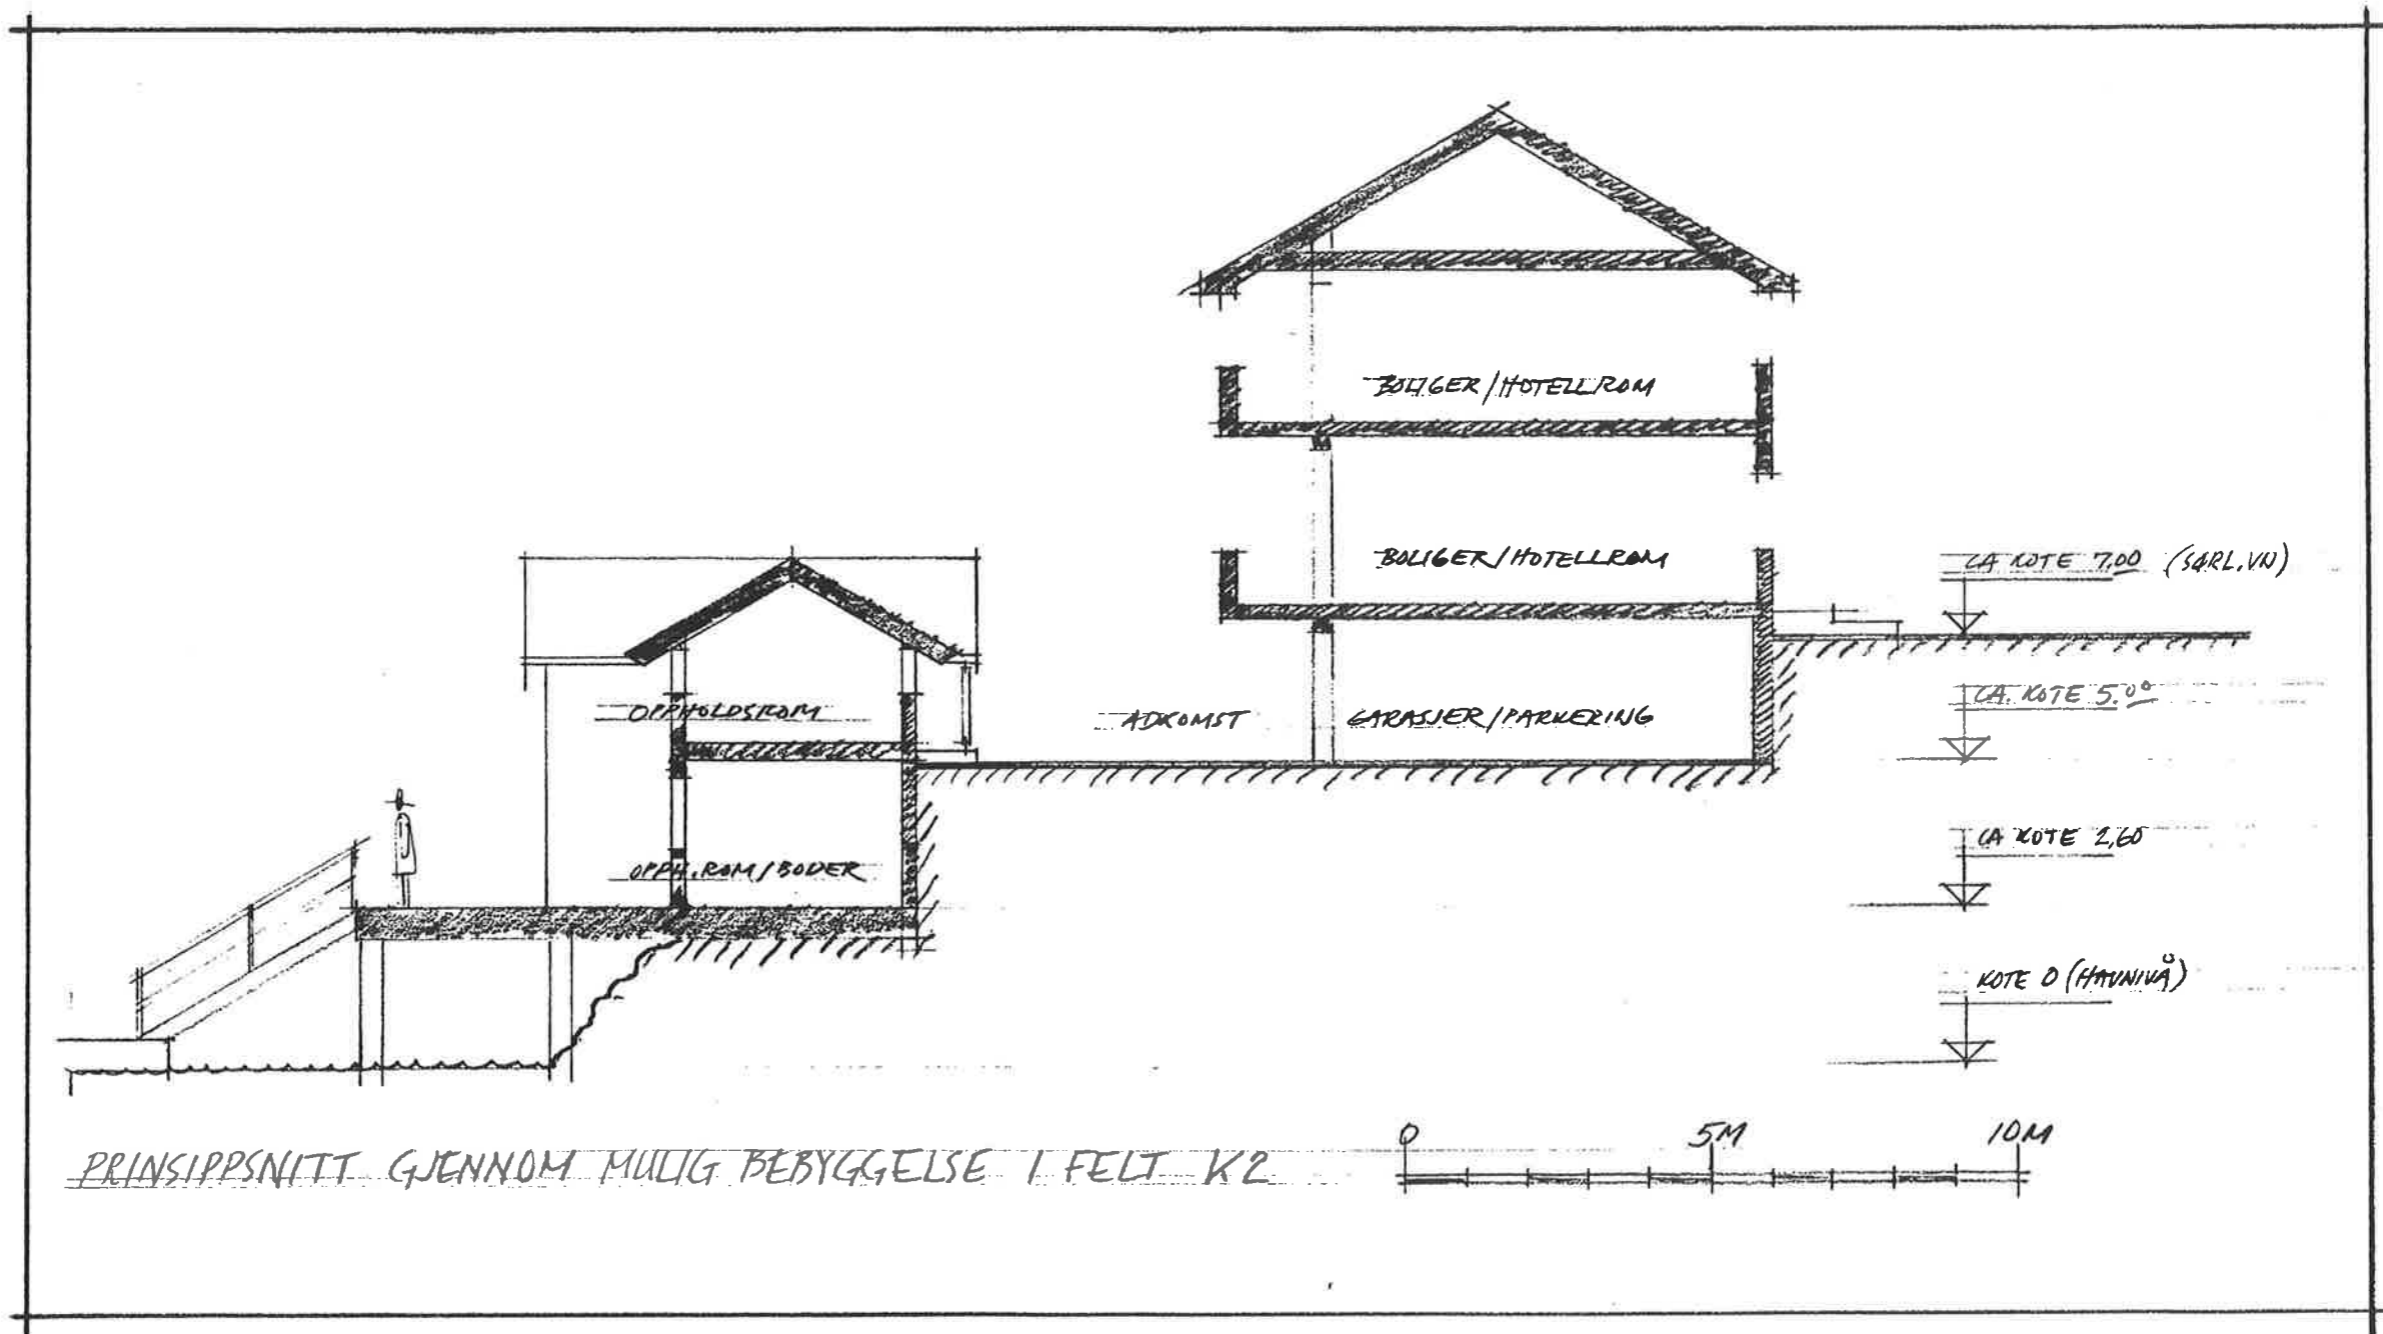 BOLIGER/HOTELLROM
BOLIGER/HOTELLROM
CA KOTE 7.00 (SØRL.VN)
OPPHOLDSROM
ADKOMST
GARASJER/PARKERING
CA. KOTE 5.00
OPPH.ROM/BODER
CA KOTE 2,60
KOTE 0 (HAVNIVÅ)
PRINSIPPSNITT GJENNOM MULIG BEBYGGELSE I FELT K2
0 5M 10M